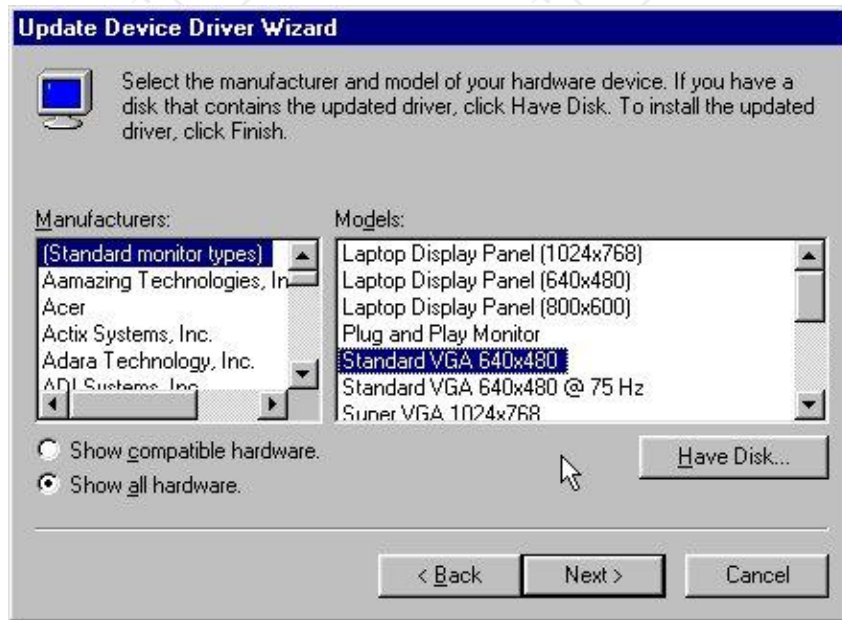 Update Device Driver Wizard
Select the manufacturer and model of your hardware device. If you have a
disk that contains the updated driver, click Have Disk. To install the updated
driver, click Finish.
Manufacturers:
(Standard monitor types)
Aamazing Technologies, In
Acer
Actix Systems, Inc.
Adara Technology, Inc.
ADI Systems, Inc
Models:
Laptop Display Panel (1024x768)
Laptop Display Panel (640x480)
Laptop Display Panel (800x600)
Plug and Play Monitor
Standard VGA 640x480
Standard VGA 640x480 @ 75 Hz
Super VGA 1024x768
Show compatible hardware.
Show all hardware.
Have Disk...
< Back
Next >
Cancel